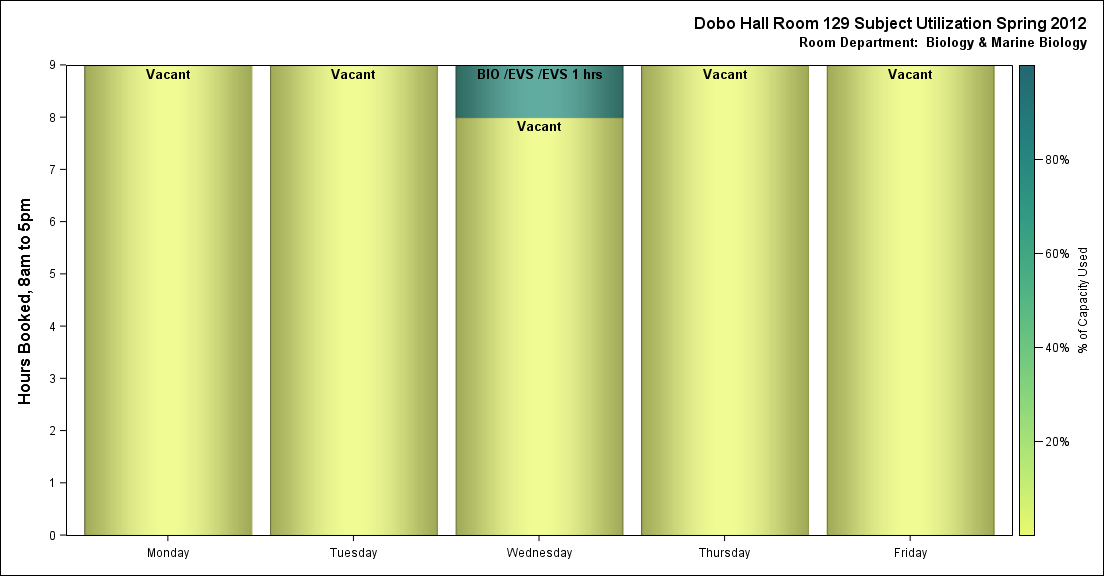 Dobo Hall Room 129 Subject Utilization Spring 2012
Room Department:  Biology & Marine Biology
Hours Booked, 8am to 5pm
9
8
7
6
5
4
3
2
1
0
Vacant
Vacant
BIO /EVS /EVS 1 hrs
Vacant
Vacant
Vacant
Monday
Tuesday
Wednesday
Thursday
Friday
80%
60%
40%
20%
% of Capacity Used